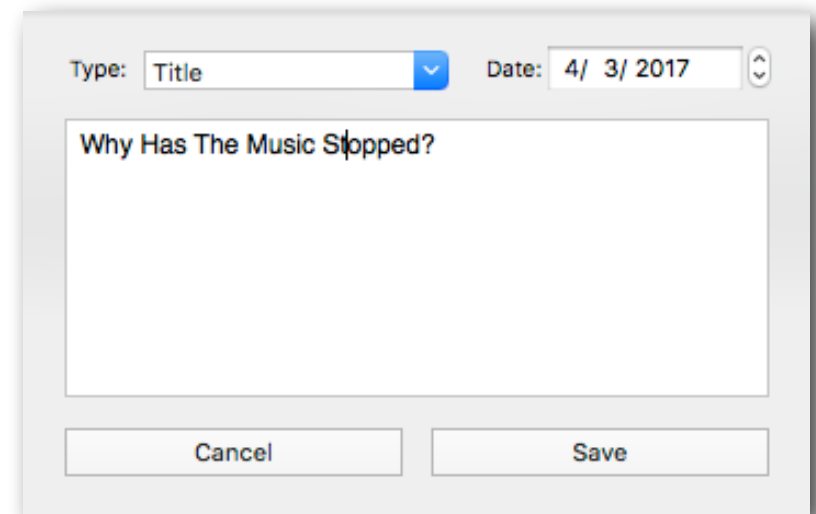 Type: Title Date: 4/ 3/ 2017
Why Has The Music Stopped?
Cancel Save